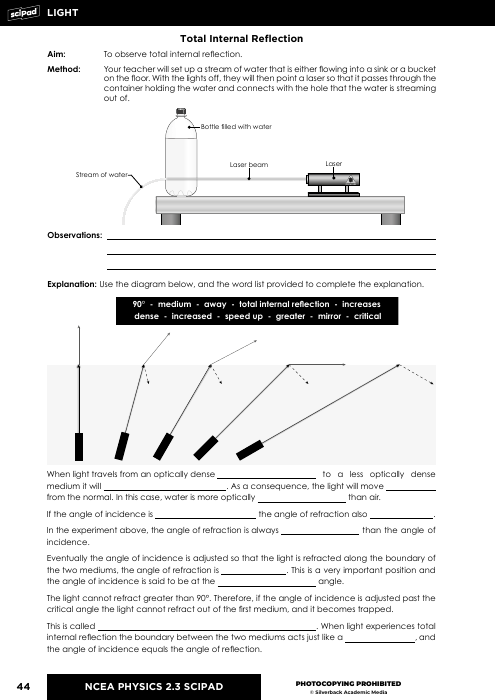 scipad LIGHT
Total Internal Reflection
Aim: To observe total internal reflection.
Method: Your teacher will set up a stream of water that is either flowing into a sink or a bucket
on the floor. With the lights off, they will then point a laser so that it passes through the
container holding the water and connects with the hole that the water is streaming
out of.
Bottle filled with water
Laser beam
Laser
Stream of water
Observations:
Explanation: Use the diagram below, and the word list provided to complete the explanation.
90° - medium - away - total internal reflection - increases
dense - increased - speed up - greater - mirror - critical
When light travels from an optically dense ____ to a less optically dense
medium it will ____. As a consequence, the light will move ____
from the normal. In this case, water is more optically ____ than air.
If the angle of incidence is ____ the angle of refraction also ____.
In the experiment above, the angle of refraction is always ____ than the angle of
incidence.
Eventually the angle of incidence is adjusted so that the light is refracted along the boundary of
the two mediums, the angle of refraction is ____. This is a very important position and
the angle of incidence is said to be at the ____ angle.
The light cannot refract greater than 90°. Therefore, if the angle of incidence is adjusted past the
critical angle the light cannot refract out of the first medium, and it becomes trapped.
This is called ____. When light experiences total
internal reflection the boundary between the two mediums acts just like a ____, and
the angle of incidence equals the angle of reflection.
44 NCEA PHYSICS 2.3 SCIPAD
PHOTOCOPYING PROHIBITED
© Silverback Academic Media